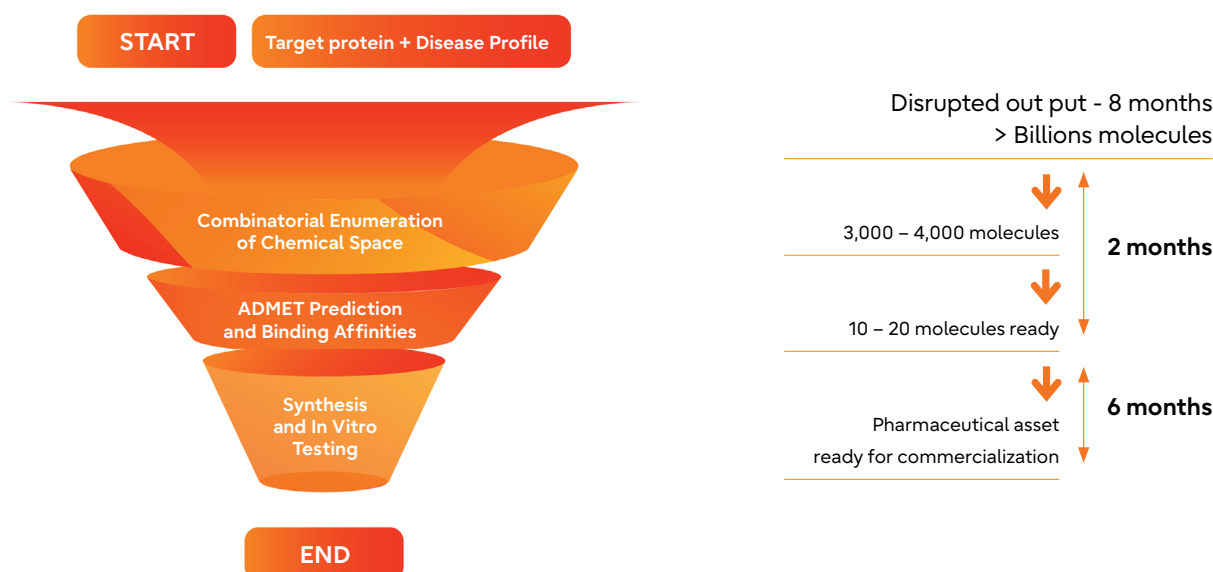 START
Target protein + Disease Profile
Combinatorial Enumeration
of Chemical Space
ADMET Prediction
and Binding Affinities
Synthesis
and In Vitro
Testing
END
Disrupted out put - 8 months
> Billions molecules
3,000 – 4,000 molecules
2 months
10 – 20 molecules ready
6 months
Pharmaceutical asset
ready for commercialization